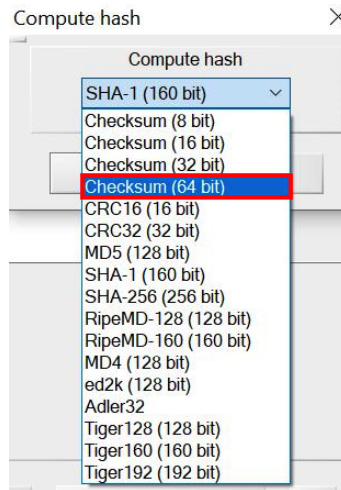 Compute hash
Compute hash
SHA-1 (160 bit)
Checksum (8 bit)
Checksum (16 bit)
Checksum (32 bit)
Checksum (64 bit)
CRC16 (16 bit)
CRC32 (32 bit)
MD5 (128 bit)
SHA-1 (160 bit)
SHA-256 (256 bit)
RipeMD-128 (128 bit)
RipeMD-160 (160 bit)
MD4 (128 bit)
ed2k (128 bit)
Adler32
Tiger128 (128 bit)
Tiger160 (160 bit)
Tiger192 (192 bit)